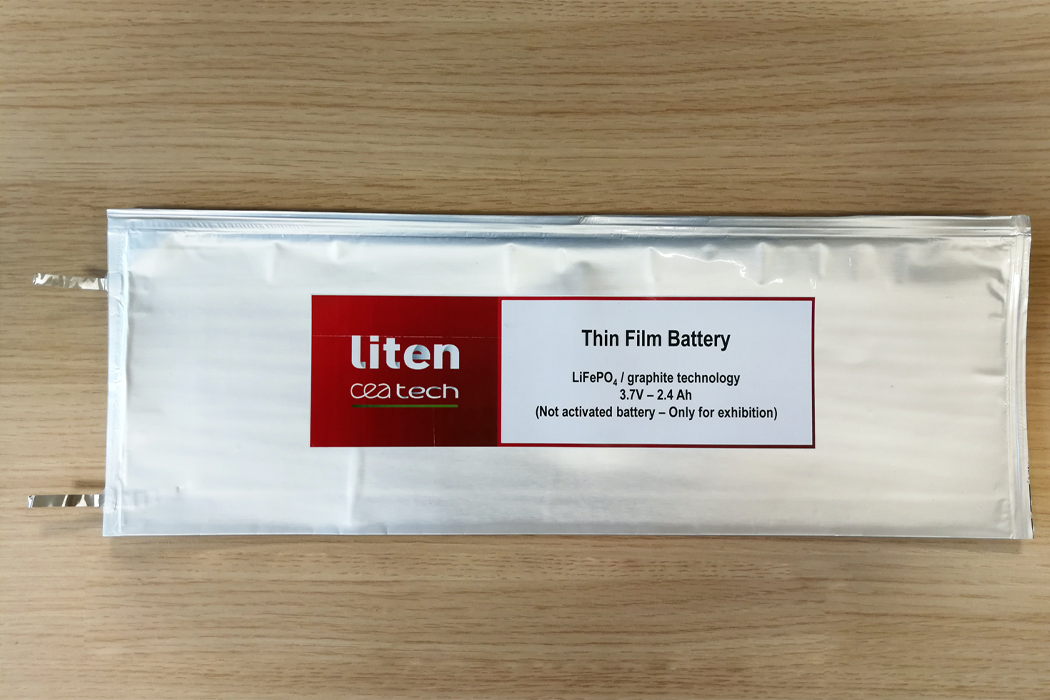 liten
cea tech
Thin Film Battery
LiFePO₄ / graphite technology
3.7V – 2.4 Ah
(Not activated battery – Only for exhibition)